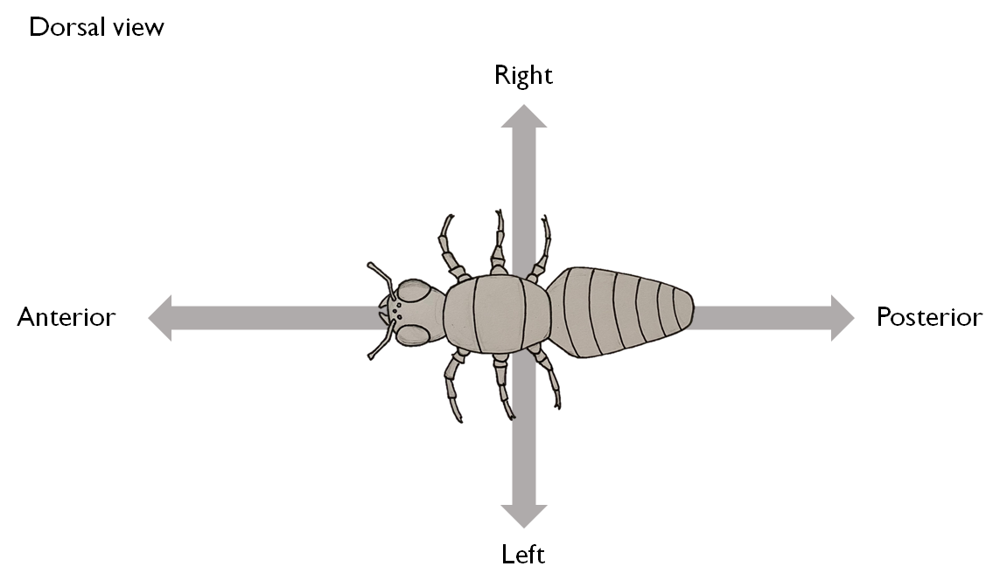 Dorsal view
Right
Anterior
Posterior
Left